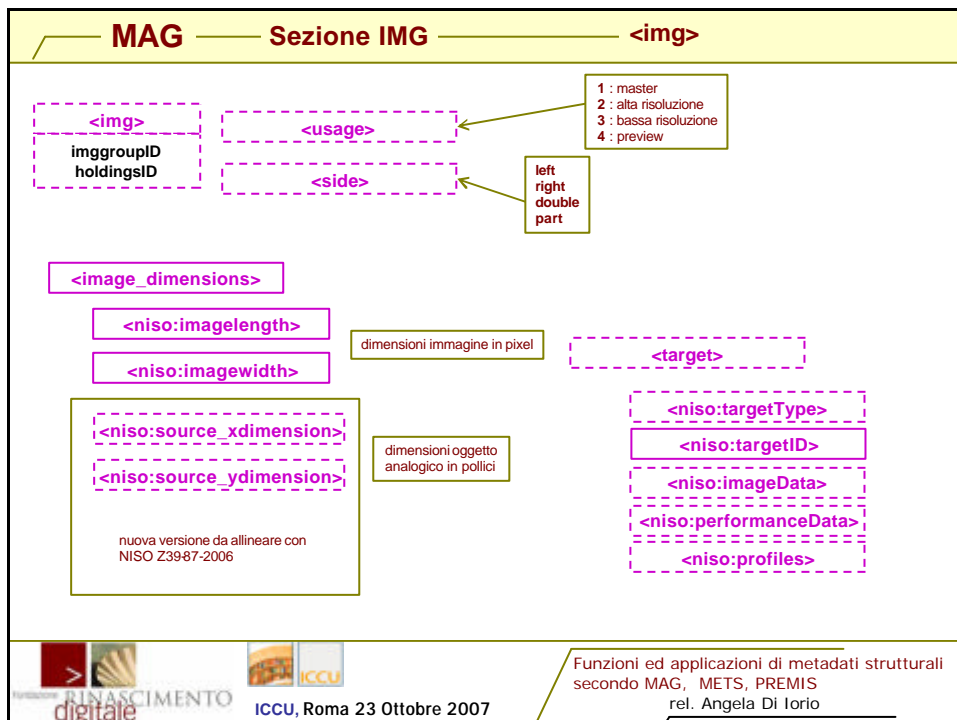 MAG Sezione IMG <img>
<img>
imggroupID
holdingsID
<usage>
1 : master
2 : alta risoluzione
3 : bassa risoluzione
4 : preview
<side>
left
right
double
part
<image_dimensions>
<niso:imagelength>
<niso:imagewidth>
dimensioni immagine in pixel
<niso:source_xdimension>
<niso:source_ydimension>
dimensioni oggetto
analogico in pollici
nuova versione da allineare con
NISO Z39-87-2006
<target>
<niso:targetType>
<niso:targetID>
<niso:imageData>
<niso:performanceData>
<niso:profiles>
Fondazione RINASCIMENTO
digitale
ICCU
ICCU, Roma 23 Ottobre 2007
Funzioni ed applicazioni di metadati strutturali
secondo MAG, METS, PREMIS
rel. Angela Di Iorio